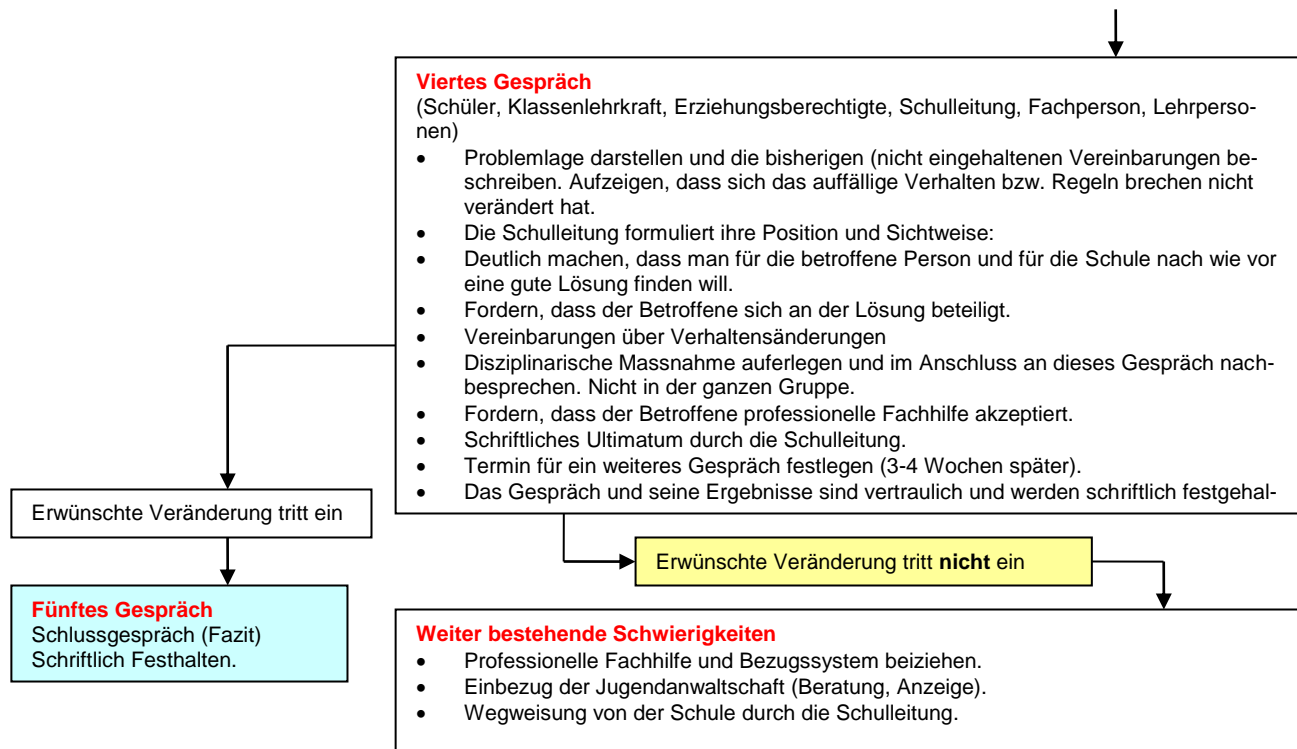 Viertes Gespräch
(Schüler, Klassenlehrkraft, Erziehungsberechtigte, Schulleitung, Fachperson, Lehrperso-
nen)
• Problemlage darstellen und die bisherigen (nicht eingehaltenen Vereinbarungen be-
schreiben. Aufzeigen, dass sich das auffällige Verhalten bzw. Regeln brechen nicht
verändert hat.
• Die Schulleitung formuliert ihre Position und Sichtweise:
• Deutlich machen, dass man für die betroffene Person und für die Schule nach wie vor
eine gute Lösung finden will.
• Fordern, dass der Betroffene sich an der Lösung beteiligt.
• Vereinbarungen über Verhaltensänderungen
• Disziplinarische Massnahme auferlegen und im Anschluss an dieses Gespräch nach-
besprechen. Nicht in der ganzen Gruppe.
• Fordern, dass der Betroffene professionelle Fachhilfe akzeptiert.
• Schriftliches Ultimatum durch die Schulleitung.
• Termin für ein weiteres Gespräch festlegen (3-4 Wochen später).
• Das Gespräch und seine Ergebnisse sind vertraulich und werden schriftlich festgehal-
Erwünschte Veränderung tritt ein
Erwünschte Veränderung tritt nicht ein
Fünftes Gespräch
Schlussgespräch (Fazit)
Schriftlich Festhalten.
Weiter bestehende Schwierigkeiten
• Professionelle Fachhilfe und Bezugssystem beiziehen.
• Einbezug der Jugendanwaltschaft (Beratung, Anzeige).
• Wegweisung von der Schule durch die Schulleitung.